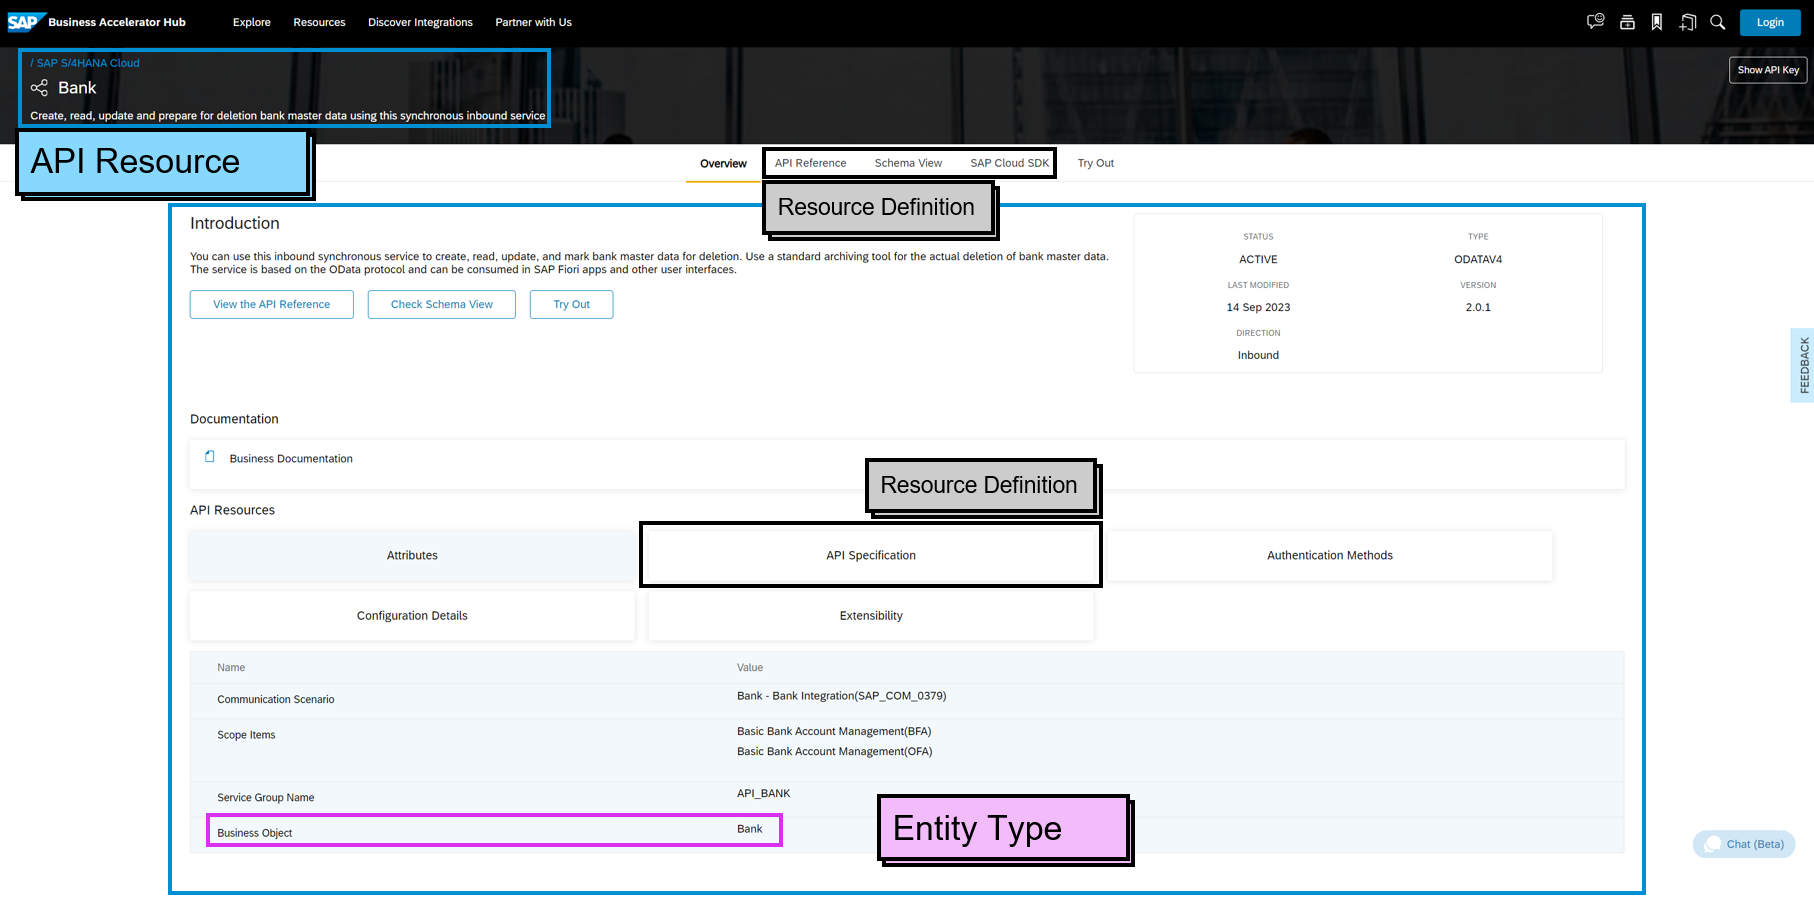 SAP Business Accelerator Hub
Explore
Resources
Discover Integrations
Partner with Us
Login
/ SAP S/4HANA Cloud
Bank
Create, read, update and prepare for deletion bank master data using this synchronous inbound service
Show API Key
API Resource
Overview
API Reference
Schema View
SAP Cloud SDK
Try Out
Resource Definition
Introduction
You can use this inbound synchronous service to create, read, update, and mark bank master data for deletion. Use a standard archiving tool for the actual deletion of bank master data.
The service is based on the OData protocol and can be consumed in SAP Fiori apps and other user interfaces.
View the API Reference
Check Schema View
Try Out
STATUS
TYPE
ACTIVE
ODATAV4
LAST MODIFIED
VERSION
14 Sep 2023
2.0.1
DIRECTION
Inbound
FEEDBACK
Documentation
Business Documentation
Resource Definition
API Resources
Attributes
API Specification
Authentication Methods
Configuration Details
Extensibility
Name
Value
Communication Scenario
Bank - Bank Integration(SAP_COM_0379)
Scope Items
Basic Bank Account Management(BFA)
Basic Bank Account Management(OFA)
Service Group Name
API_BANK
Business Object
Bank
Entity Type
Chat (Beta)